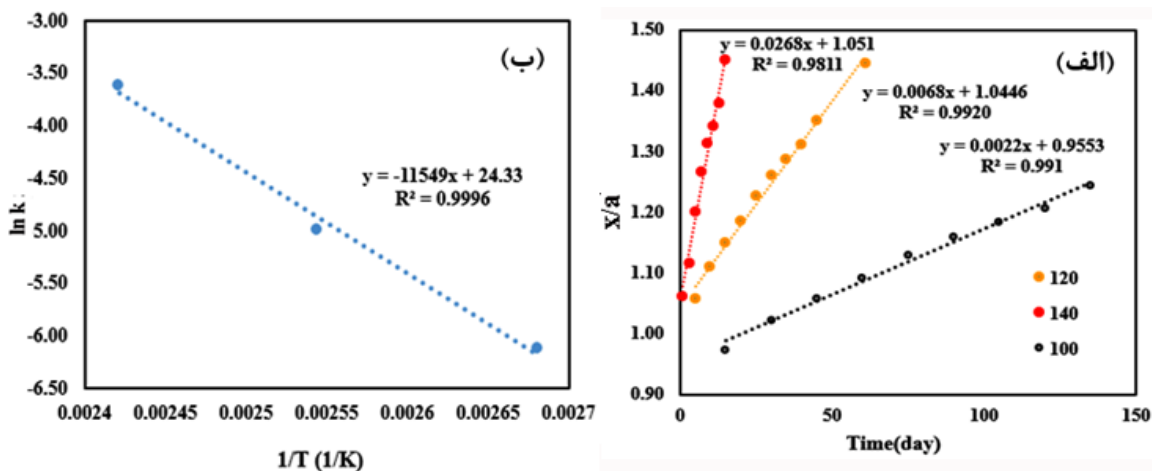 (ب)
-3.00
-3.50
-4.00
-4.50
-5.00
-5.50
-6.00
-6.50
ln k
y = -11549x + 24.33
R² = 0.9996
0.0024 0.00245 0.0025 0.00255 0.0026 0.00265 0.0027
1/T (1/K)
(الف)
1.50
1.40
1.30
1.20
1.10
1.00
0.90
x/a
y = 0.0268x + 1.051
R² = 0.9811
y = 0.0068x + 1.0446
R² = 0.9920
y = 0.0022x + 0.9553
R² = 0.991
120
140
100
0 50 100 150
Time(day)